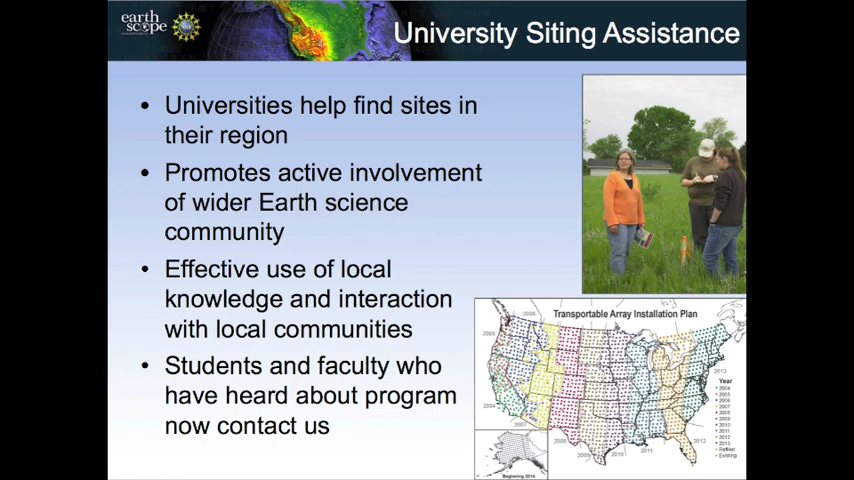 earth
scope
University Siting Assistance
• Universities help find sites in
their region
• Promotes active involvement
of wider Earth science
community
• Effective use of local
knowledge and interaction
with local communities
• Students and faculty who
have heard about program
now contact us
Transportable Array Installation Plan
2006
2005
2004
2007
2008
2009
2010
2011
2012
2013
Year
2004
2005
2006
2007
2008
2009
2010
2011
2012
2013
RefNet
Existing
Beginning 2014